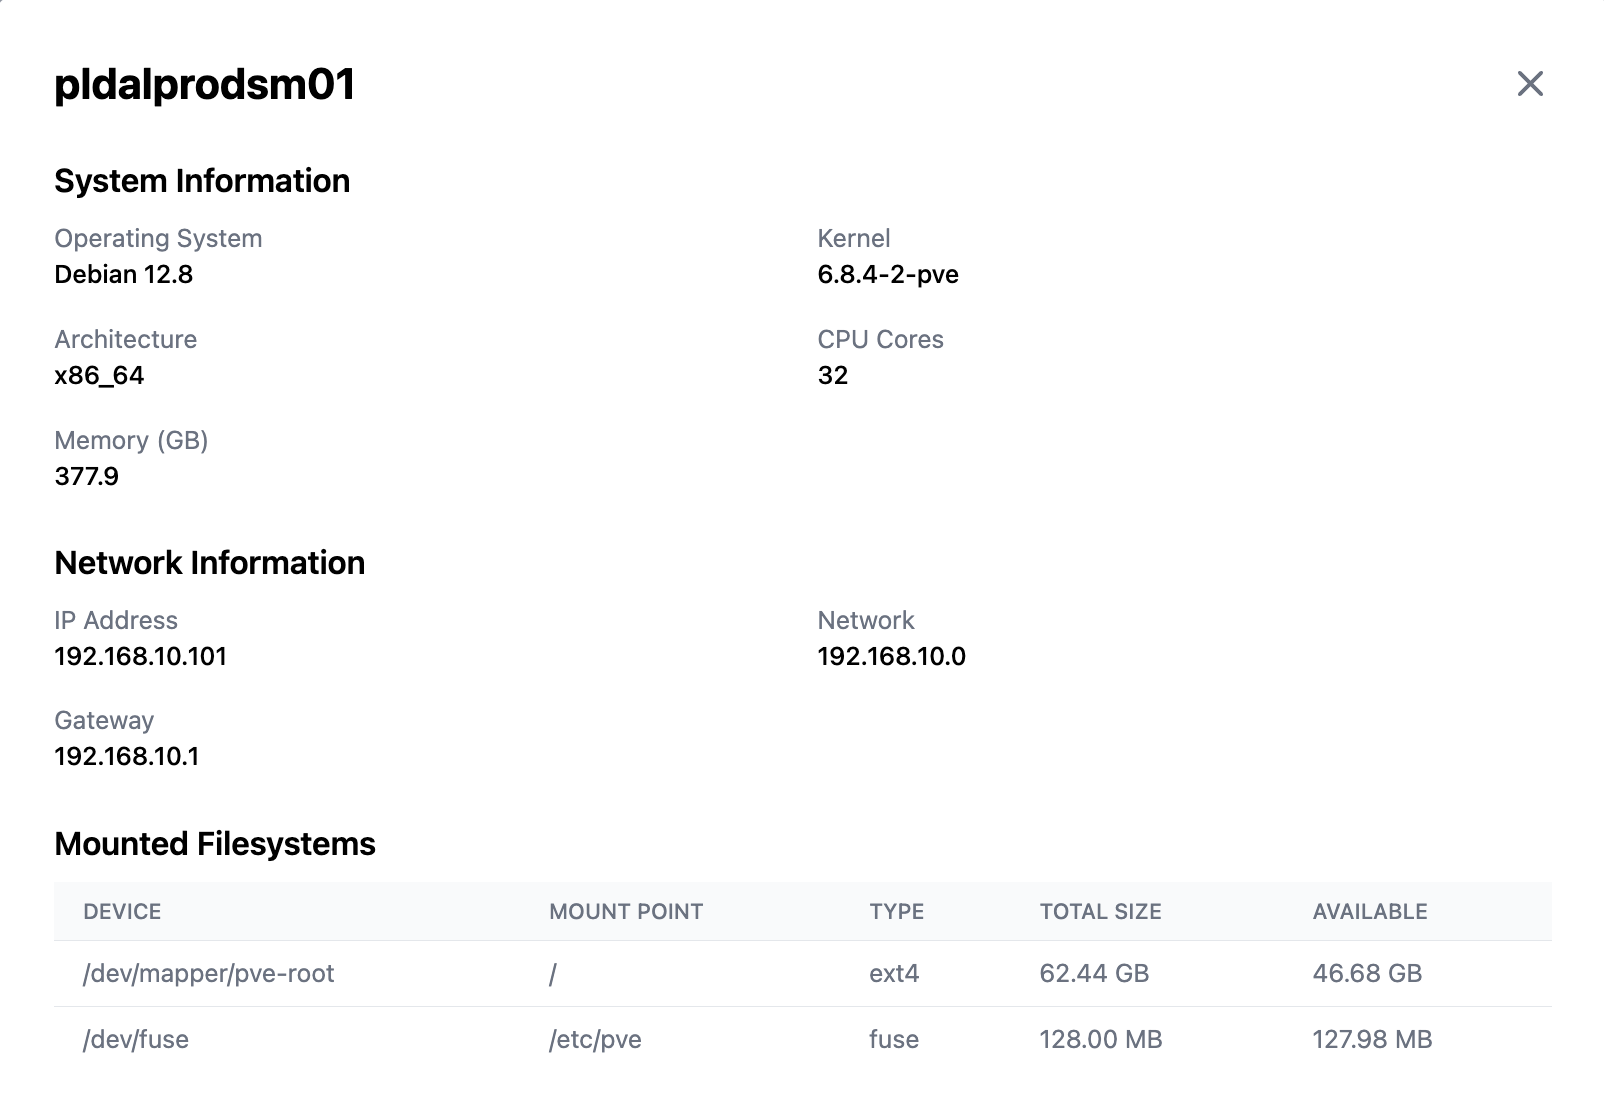 pldalprodsm01
System Information
Operating System
Debian 12.8
Kernel
6.8.4-2-pve
Architecture
x86_64
CPU Cores
32
Memory (GB)
377.9
Network Information
IP Address
192.168.10.101
Network
192.168.10.0
Gateway
192.168.10.1
Mounted Filesystems
DEVICE MOUNT POINT TYPE TOTAL SIZE AVAILABLE
/dev/mapper/pve-root / ext4 62.44 GB 46.68 GB
/dev/fuse /etc/pve fuse 128.00 MB 127.98 MB